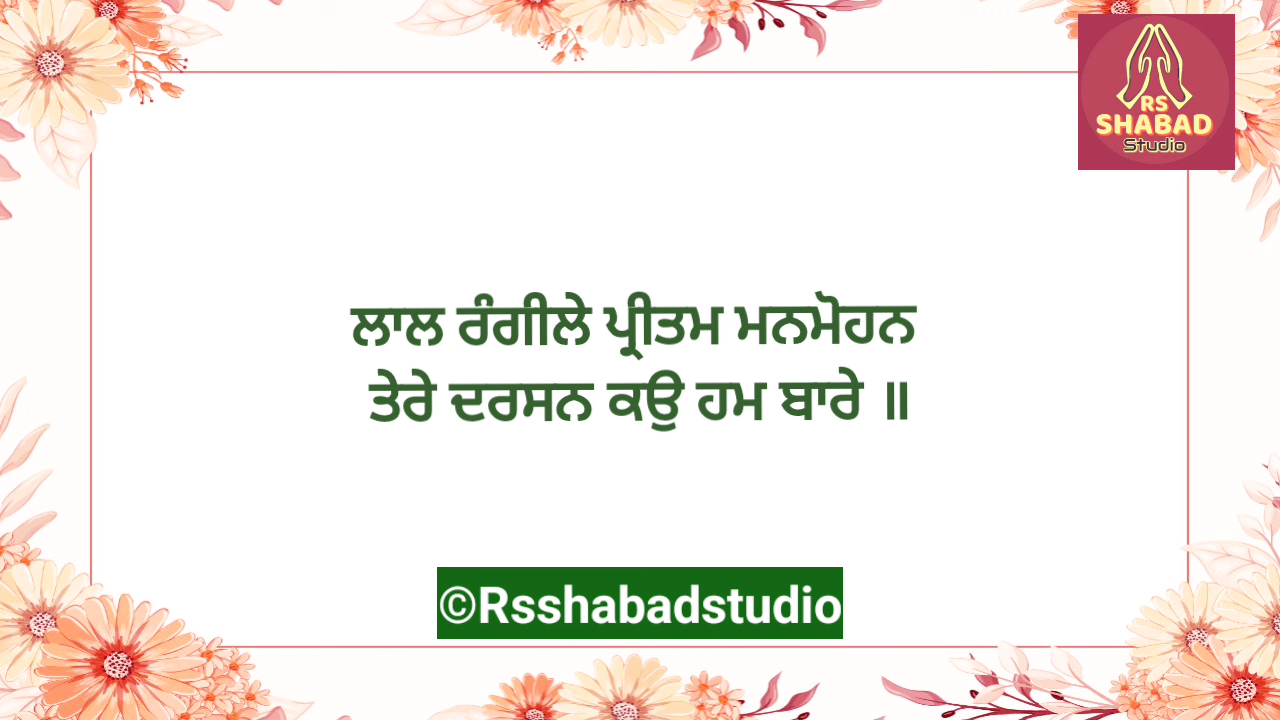 RS
SHABAD
Studio
ਲਾਲ ਰੰਗੀਲੇ ਪ੍ਰੀਤਮ ਮਨਮੋਹਨ
ਤੇਰੇ ਦਰਸਨ ਕਉ ਹਮ ਬਾਰੇ ॥
©Rsshabadstudio